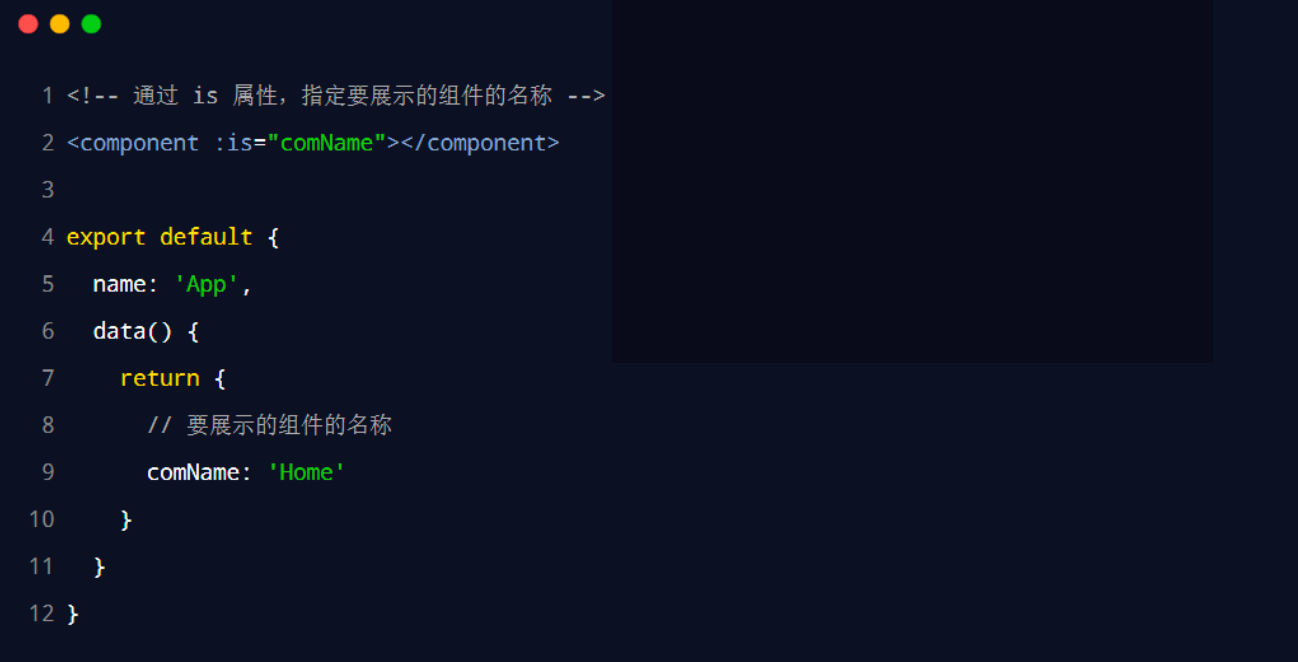 1 <!-- 通过 is 属性，指定要展示的组件的名称 -->
2 <component :is="comName"></component>
3
4 export default {
5   name: 'App',
6   data() {
7     return {
8       // 要展示的组件的名称
9       comName: 'Home'
10     }
11   }
12 }